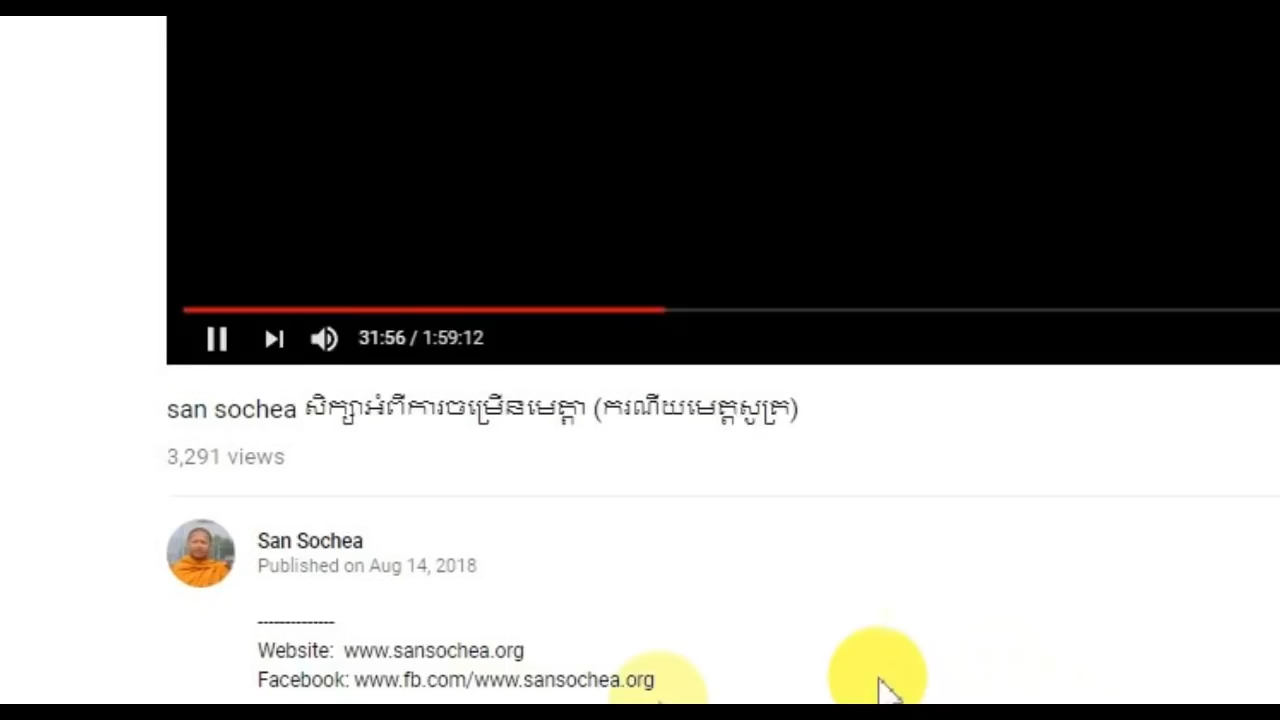 31:56 / 1:59:12
san sochea សិក្សាអំពីការចម្រើនមេត្តា (ករណីយមេត្តសូត្រ)
3,291 views
San Sochea
Published on Aug 14, 2018
--------------
Website: www.sansochea.org
Facebook: www.fb.com/www.sansochea.org